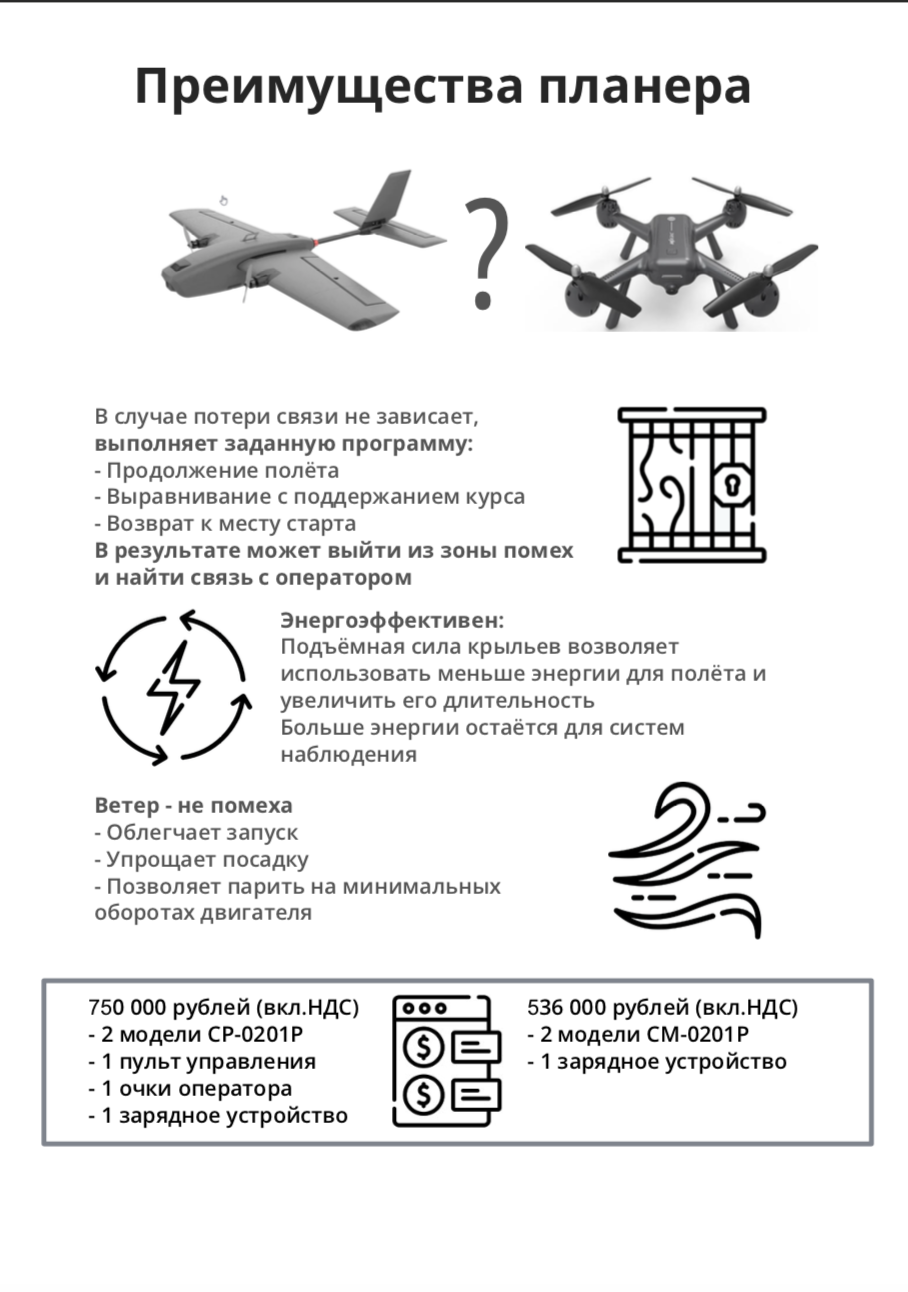 Преимущества планера
?
В случае потери связи не зависает,
выполняет заданную программу:
- Продолжение полёта
- Выравнивание с поддержанием курса
- Возврат к месту старта
В результате может выйти из зоны помех
и найти связь с оператором
Энергоэффективен:
Подъёмная сила крыльев возволяет
использовать меньше энергии для полёта и
увеличить его длительность
Больше энергии остаётся для систем
наблюдения
Ветер - не помеха
- Облегчает запуск
- Упрощает посадку
- Позволяет парить на минимальных
оборотах двигателя
750 000 рублей (вкл.НДС)
- 2 модели СР-0201Р
- 1 пульт управления
- 1 очки оператора
- 1 зарядное устройство
$
$
536 000 рублей (вкл.НДС)
- 2 модели СМ-0201Р
- 1 зарядное устройство